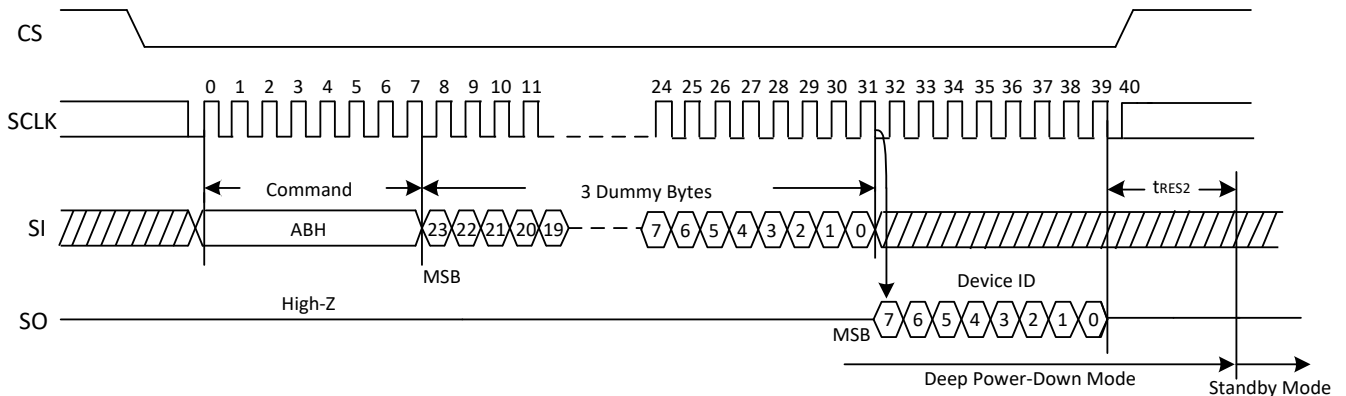 CS
0 1 2 3 4 5 6 7 8 9 10 11 24 25 26 27 28 29 30 31 32 33 34 35 36 37 38 39 40
SCLK
Command 3 Dummy Bytes tRES2
SI ABH 23 22 21 20 19 7 6 5 4 3 2 1 0
MSB Device ID
High-Z
SO 7 6 5 4 3 2 1 0
MSB
Deep Power-Down Mode Standby Mode